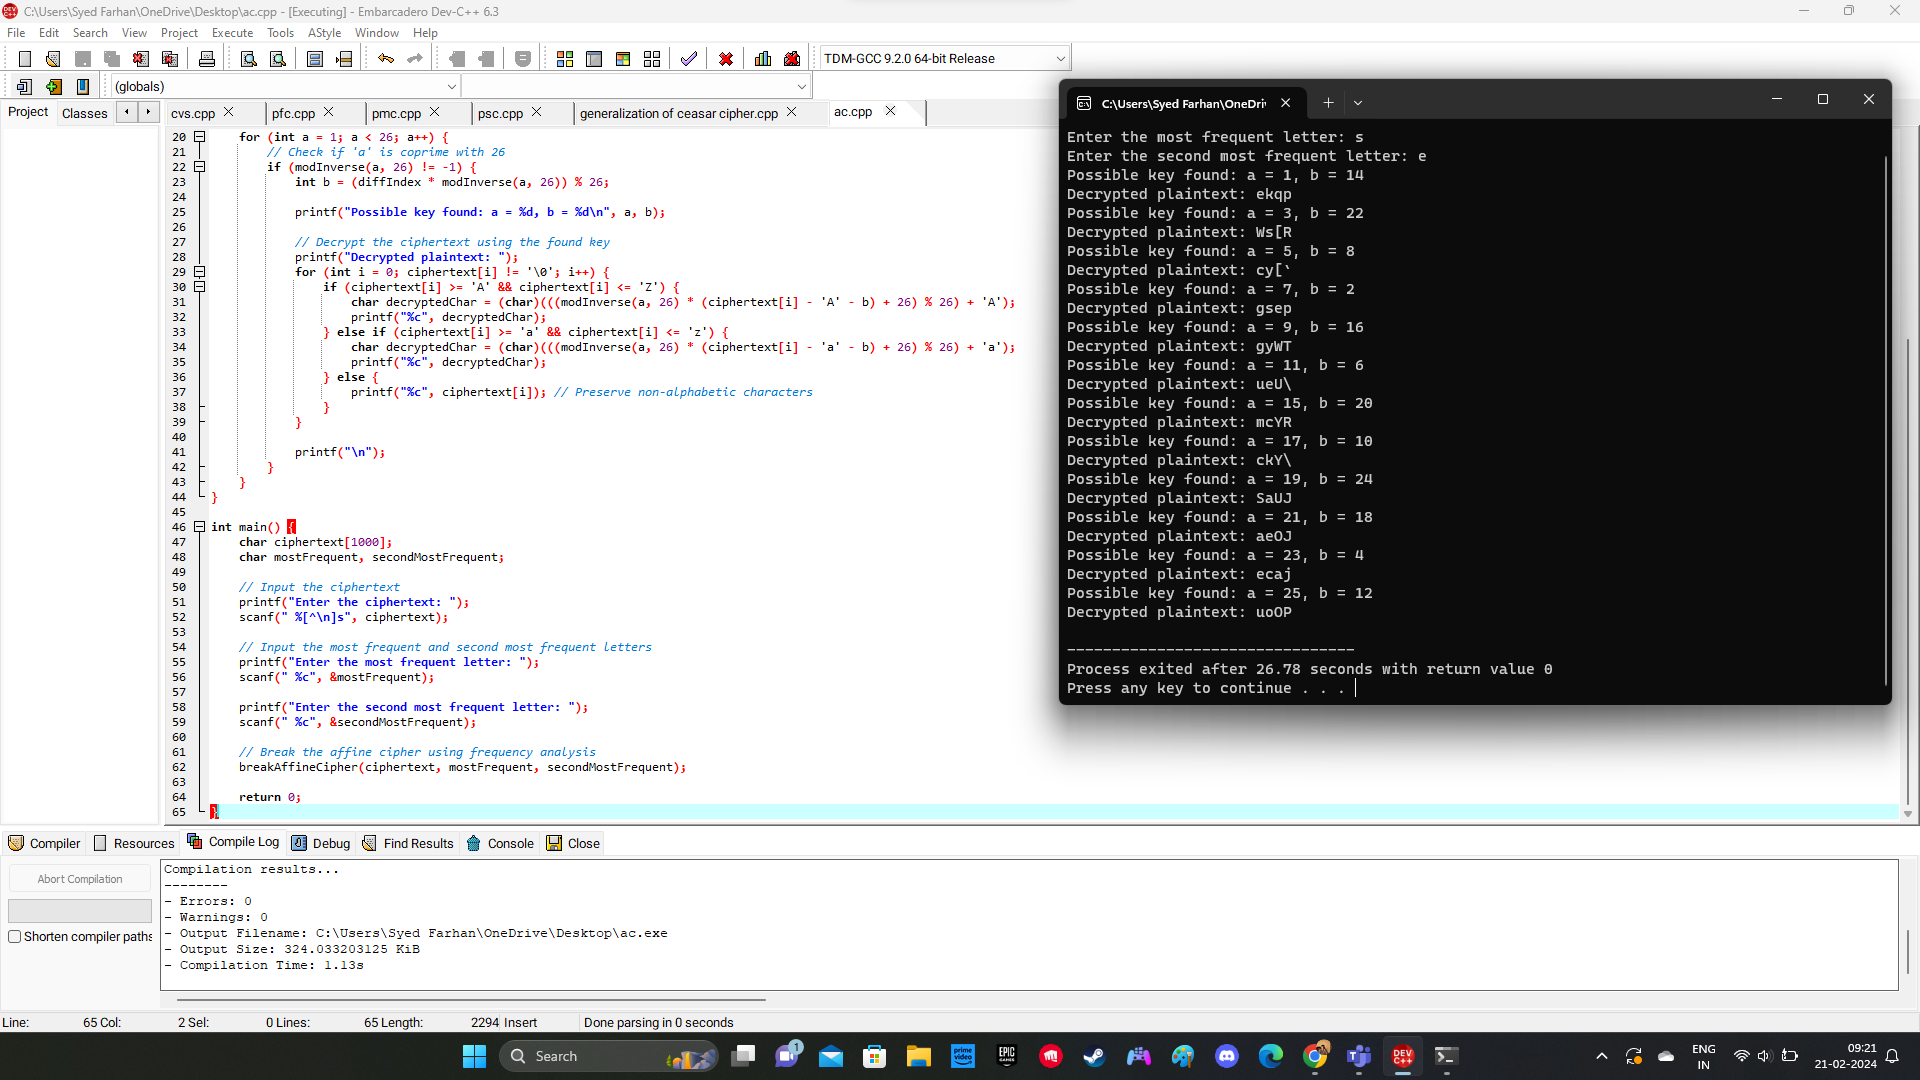 C:\Users\Syed Farhan\OneDrive\Desktop\ac.cpp - [Executing] - Embarcadero Dev-C++ 6.3
File Edit Search View Project Execute Tools AStyle Window Help
TDM-GCC 9.2.0 64-bit Release
(globals)
Project Classes
cvs.cpp pfc.cpp pmc.cpp psc.cpp generalization of ceasar cipher.cpp ac.cpp
20 for (int a = 1; a < 26; a++) {
21 // Check if 'a' is coprime with 26
22 if (modInverse(a, 26) != -1) {
23 int b = (diffIndex * modInverse(a, 26)) % 26;
24
25 printf("Possible key found: a = %d, b = %d\n", a, b);
26
27 // Decrypt the ciphertext using the found key
28 printf("Decrypted plaintext: ");
29 for (int i = 0; ciphertext[i] != '\0'; i++) {
30 if (ciphertext[i] >= 'A' && ciphertext[i] <= 'Z') {
31 char decryptedChar = (char)(((modInverse(a, 26) * (ciphertext[i] - 'A' - b) + 26) % 26) + 'A');
32 printf("%c", decryptedChar);
33 } else if (ciphertext[i] >= 'a' && ciphertext[i] <= 'z') {
34 char decryptedChar = (char)(((modInverse(a, 26) * (ciphertext[i] - 'a' - b) + 26) % 26) + 'a');
35 printf("%c", decryptedChar);
36 } else {
37 printf("%c", ciphertext[i]); // Preserve non-alphabetic characters
38 }
39 }
40
41 printf("\n");
42 }
43 }
44 }
45
46 int main() {
47 char ciphertext[1000];
48 char mostFrequent, secondMostFrequent;
49
50 // Input the ciphertext
51 printf("Enter the ciphertext: ");
52 scanf(" %[^\n]s", ciphertext);
53
54 // Input the most frequent and second most frequent letters
55 printf("Enter the most frequent letter: ");
56 scanf(" %c", &mostFrequent);
57
58 printf("Enter the second most frequent letter: ");
59 scanf(" %c", &secondMostFrequent);
60
61 // Break the affine cipher using frequency analysis
62 breakAffineCipher(ciphertext, mostFrequent, secondMostFrequent);
63
64 return 0;
65 }
C:\Users\Syed Farhan\OneDri
Enter the most frequent letter: s
Enter the second most frequent letter: e
Possible key found: a = 1, b = 14
Decrypted plaintext: ekqp
Possible key found: a = 3, b = 22
Decrypted plaintext: Ws[R
Possible key found: a = 5, b = 8
Decrypted plaintext: cy[`
Possible key found: a = 7, b = 2
Decrypted plaintext: gsep
Possible key found: a = 9, b = 16
Decrypted plaintext: gyWT
Possible key found: a = 11, b = 6
Decrypted plaintext: ueU\
Possible key found: a = 15, b = 20
Decrypted plaintext: mcYR
Possible key found: a = 17, b = 10
Decrypted plaintext: ckY\
Possible key found: a = 19, b = 24
Decrypted plaintext: SaUJ
Possible key found: a = 21, b = 18
Decrypted plaintext: aeOJ
Possible key found: a = 23, b = 4
Decrypted plaintext: ecaj
Possible key found: a = 25, b = 12
Decrypted plaintext: uoOP
--------------------------------
Process exited after 26.78 seconds with return value 0
Press any key to continue . . .
Compiler Resources Compile Log Debug Find Results Console Close
Abort Compilation
Shorten compiler paths
Compilation results...
--------
- Errors: 0
- Warnings: 0
- Output Filename: C:\Users\Syed Farhan\OneDrive\Desktop\ac.exe
- Output Size: 324.033203125 KiB
- Compilation Time: 1.13s
Line: 65 Col: 2 Sel: 0 Lines: 65 Length: 2294 Insert Done parsing in 0 seconds
Search
1
prime video
EPIC GAMES
DEV C++
ENG
IN
09:21
21-02-2024